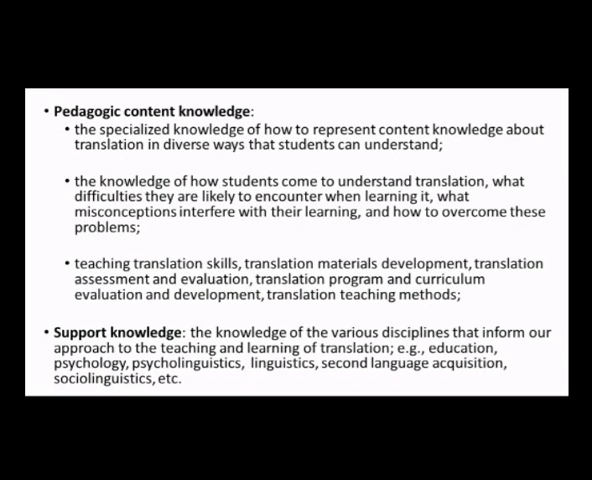 • Pedagogic content knowledge:
• the specialized knowledge of how to represent content knowledge about
translation in diverse ways that students can understand;
• the knowledge of how students come to understand translation, what
difficulties they are likely to encounter when learning it, what
misconceptions interfere with their learning, and how to overcome these
problems;
• teaching translation skills, translation materials development, translation
assessment and evaluation, translation program and curriculum
evaluation and development, translation teaching methods;
• Support knowledge: the knowledge of the various disciplines that inform our
approach to the teaching and learning of translation; e.g., education,
psychology, psycholinguistics, linguistics, second language acquisition,
sociolinguistics, etc.